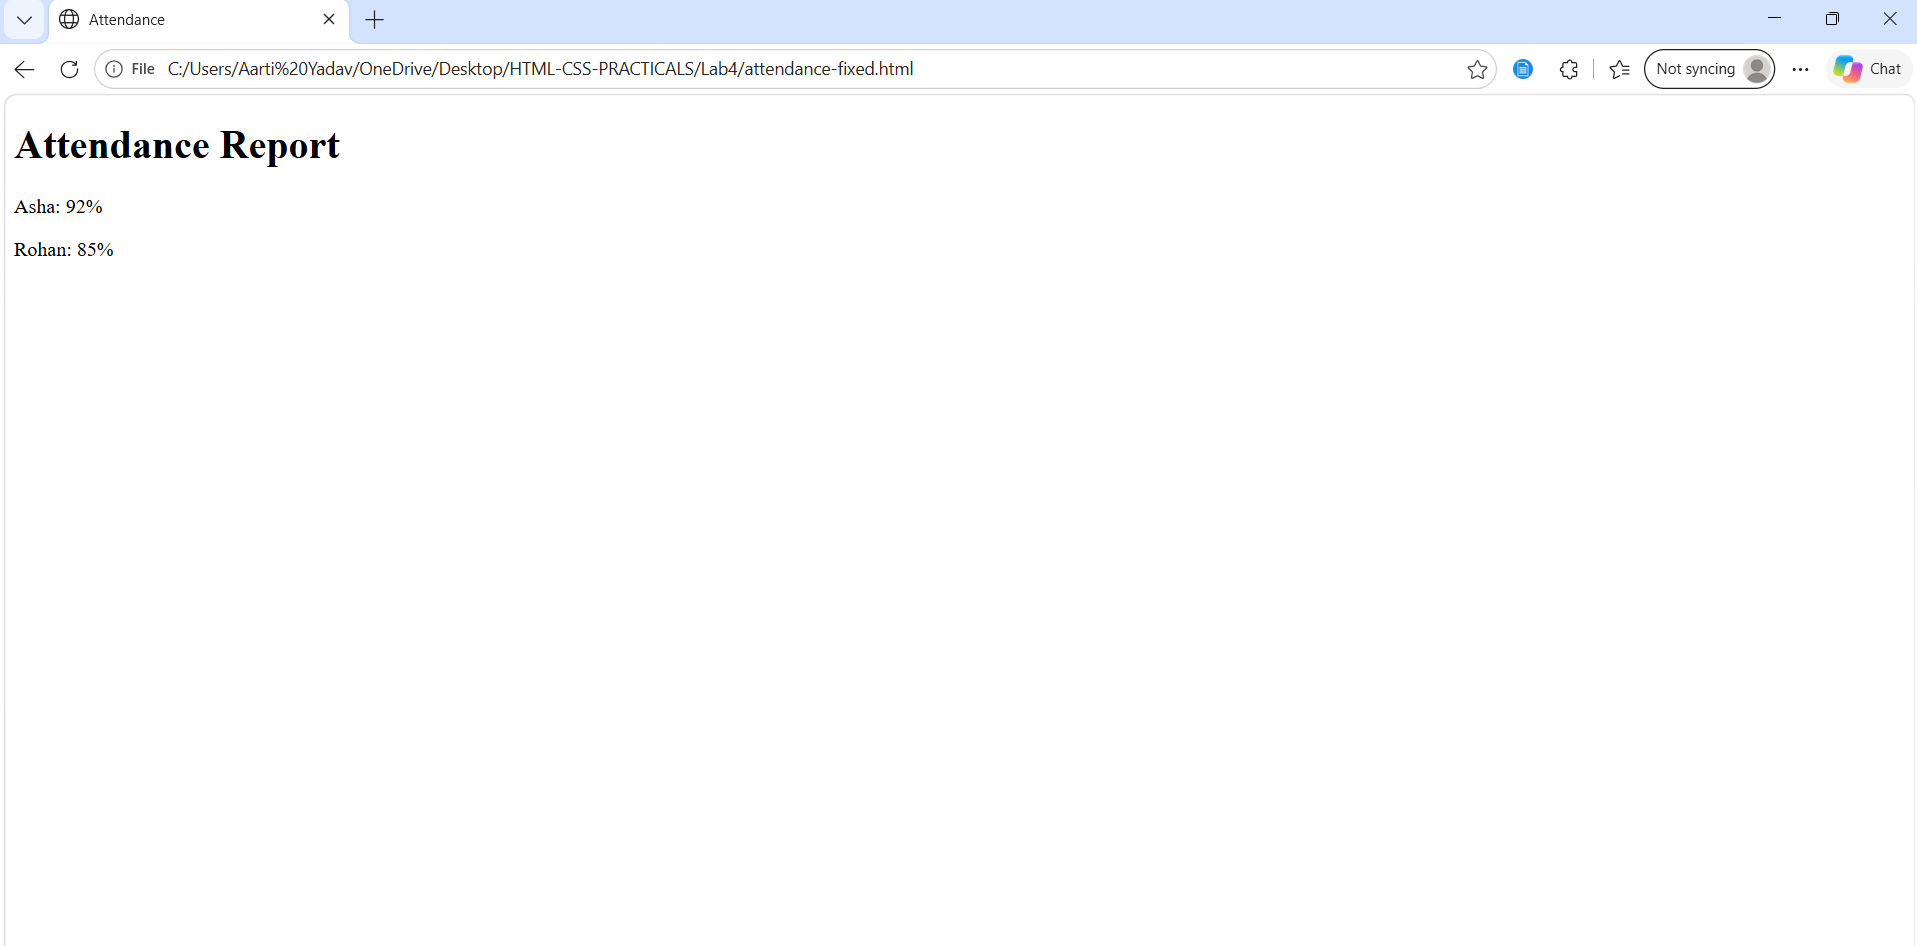 Attendance
File C:/Users/Aarti%20Yadav/OneDrive/Desktop/HTML-CSS-PRACTICALS/Lab4/attendance-fixed.html Not syncing Chat
Attendance Report
Asha: 92%
Rohan: 85%